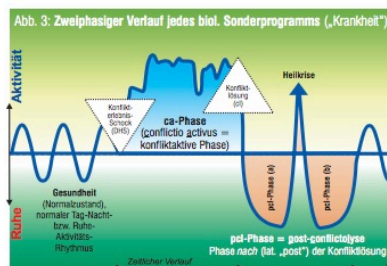 Abb. 3: Zweiphasiger Verlauf jedes biol. Sonderprogramms („Krankheit")
Aktivität
Ruhe
Konflikt-
erlebnis-
Schock
(DHS)
ca-Phase
(conflictio activus =
konfliktaktive Phase)
Konflikt-
lösung
(cl)
Heilkrise
Gesundheit
(Normalzustand),
normaler Tag-Nacht-
bzw. Ruhe-
Aktivitäts-
Rhythmus
pcl-Phase (a)
pcl-Phase (b)
pcl-Phase = post-conflictolyse
Phase nach (lat. „post") der Konfliktlösung
Zeitlicher Verlauf